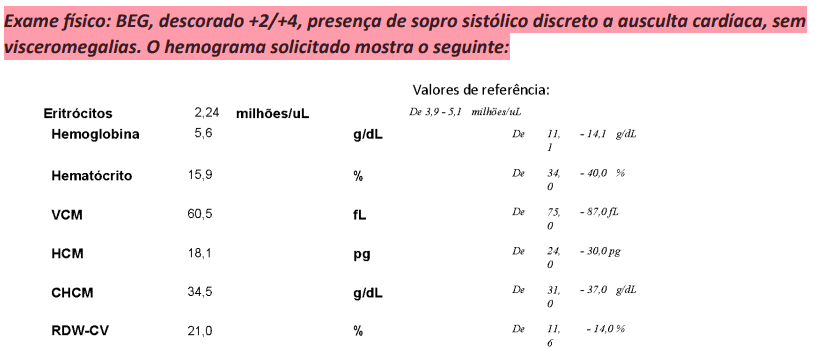 Exame físico: BEG, descorado +2/+4, presença de sopro sistólico discreto a ausculta cardíaca, sem
visceromegalias. O hemograma solicitado mostra o seguinte:
Valores de referência:
Eritrócitos 2,24 milhões/uL De 3,9 – 5,1 milhões/uL
Hemoglobina 5,6 g/dL De 11, – 14,1 g/dL
1
Hematócrito 15,9 % De 34, – 40,0 %
0
VCM 60,5 fL De 75, – 87,0 fL
0
HCM 18,1 pg De 24, – 30,0 pg
0
CHCM 34,5 g/dL De 31, – 37,0 g/dL
0
RDW-CV 21,0 % De 11, – 14,0 %
6